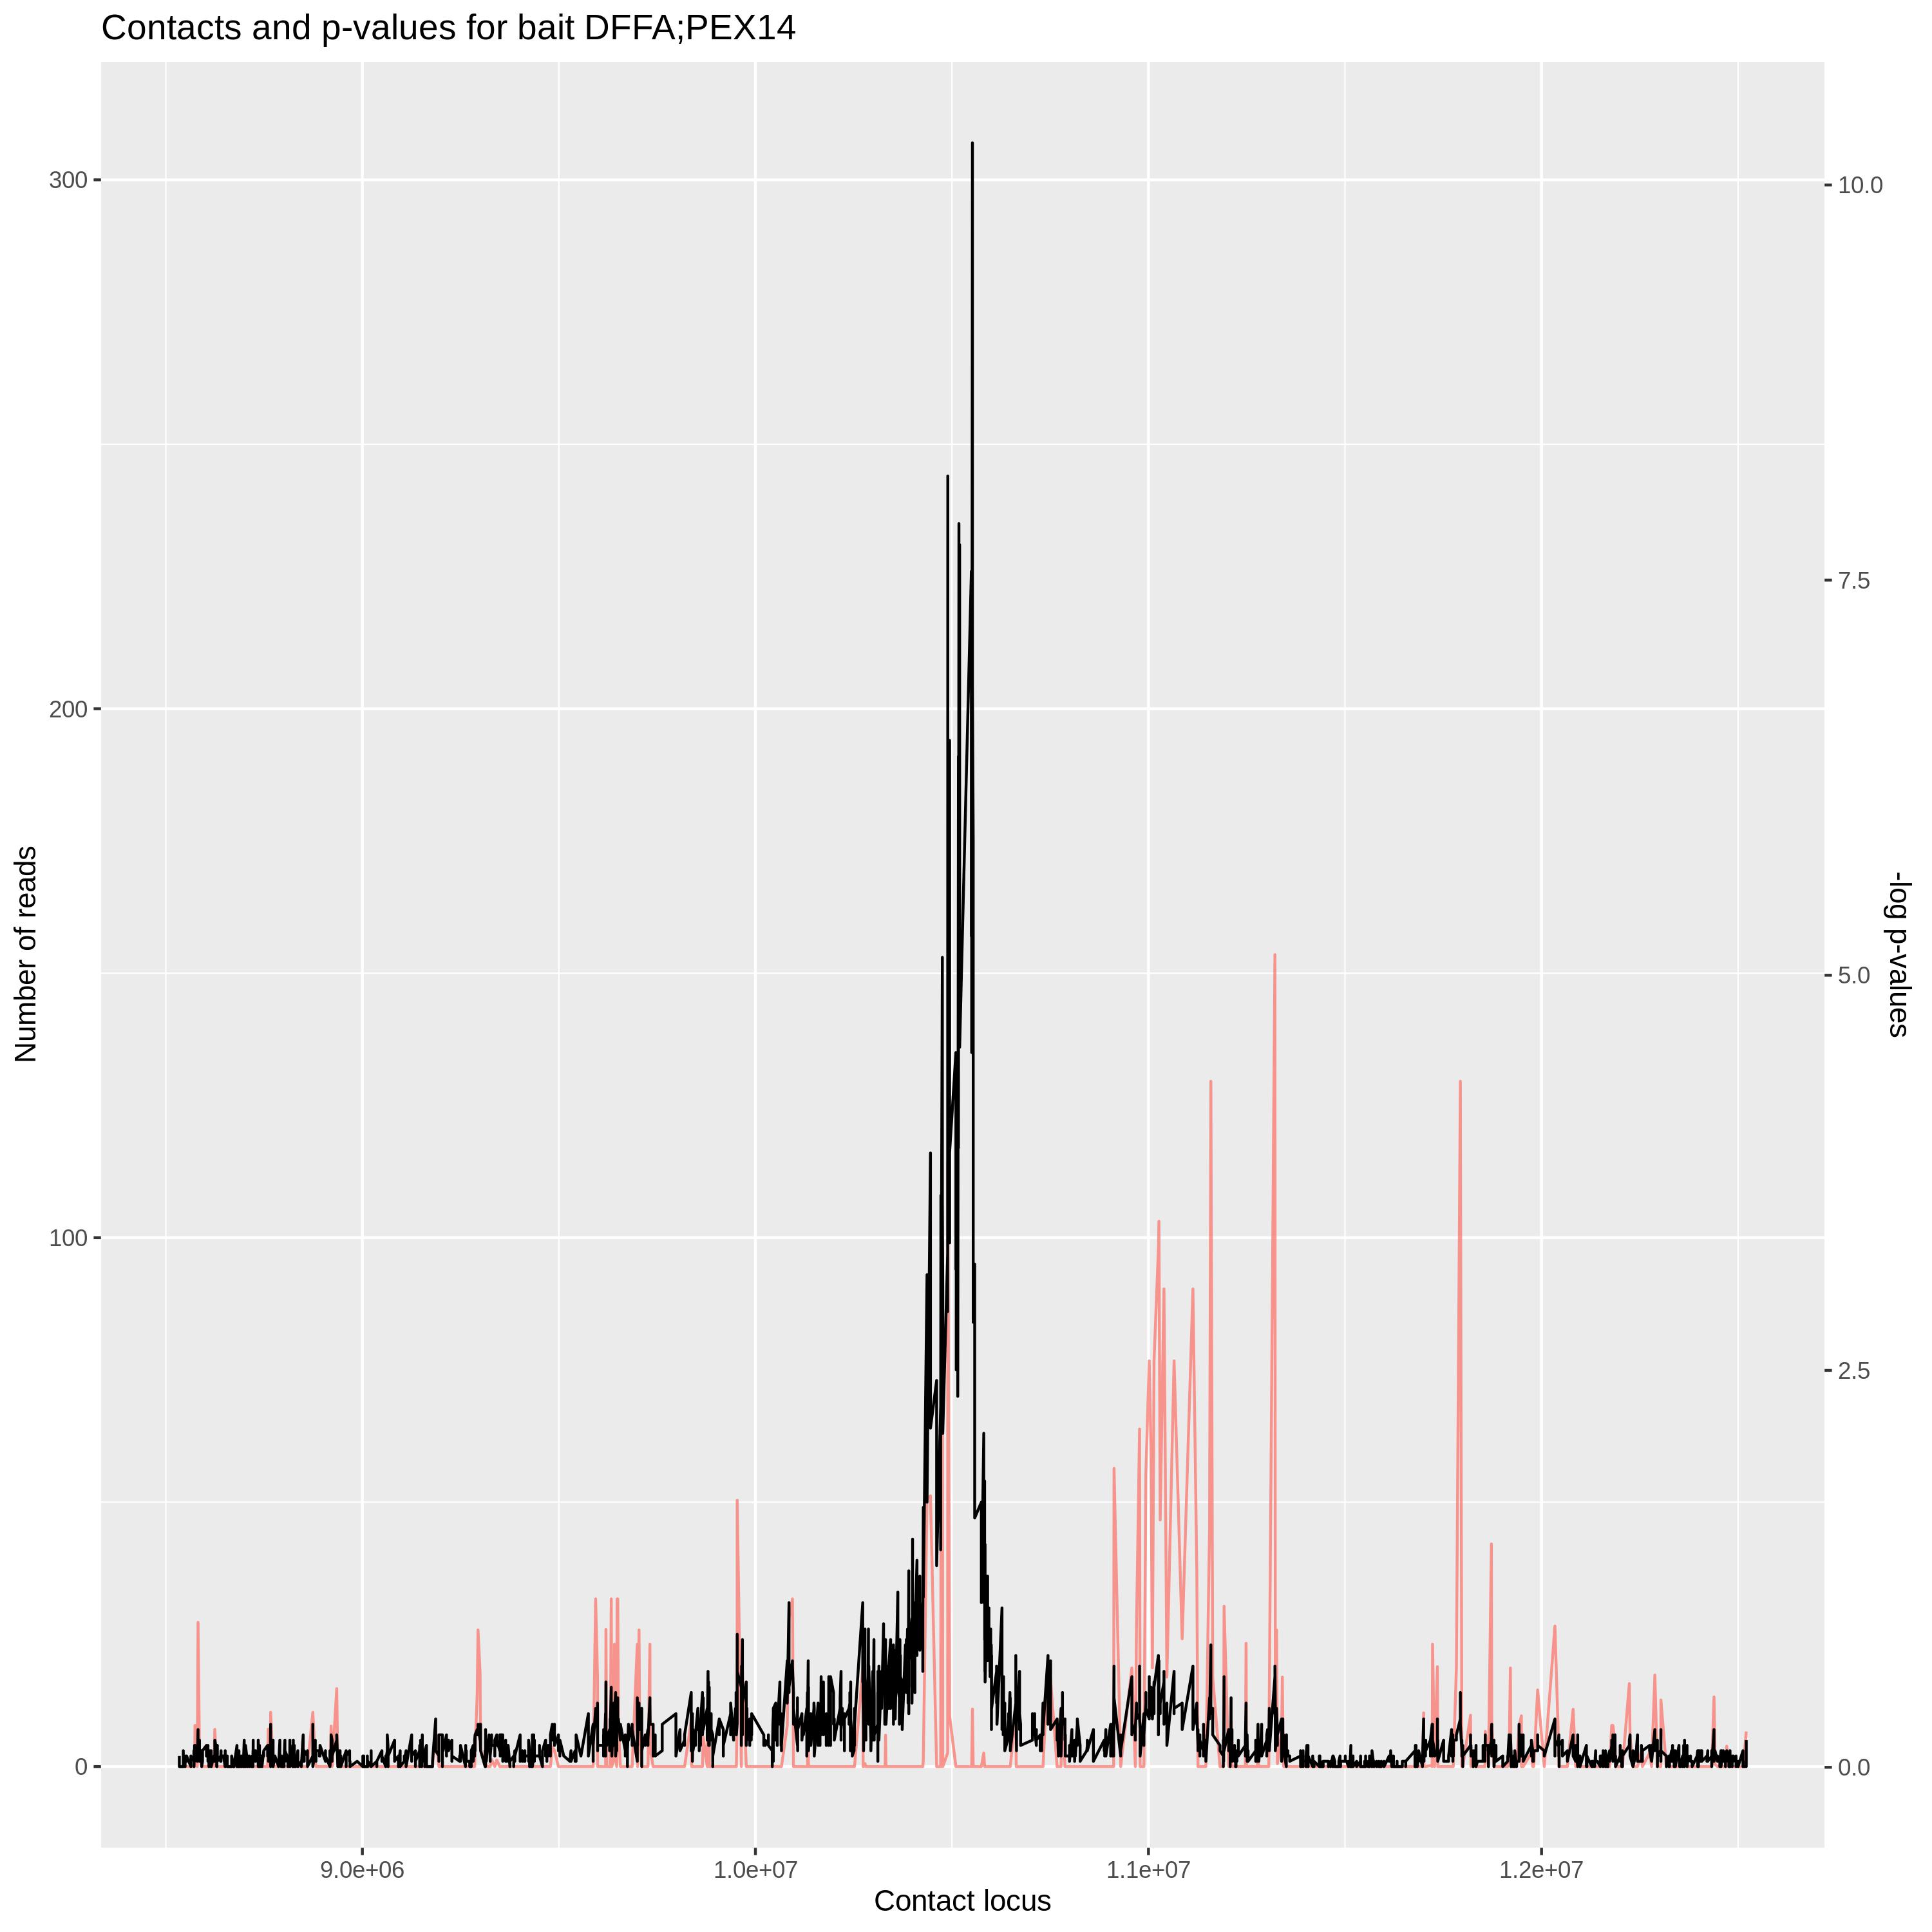 Contacts and p-values for bait DFFA;PEX14
300
200
100
0
Number of reads
10.0
7.5
5.0
2.5
0.0
-log p-values
9.0e+06
1.0e+07
1.1e+07
1.2e+07
Contact locus